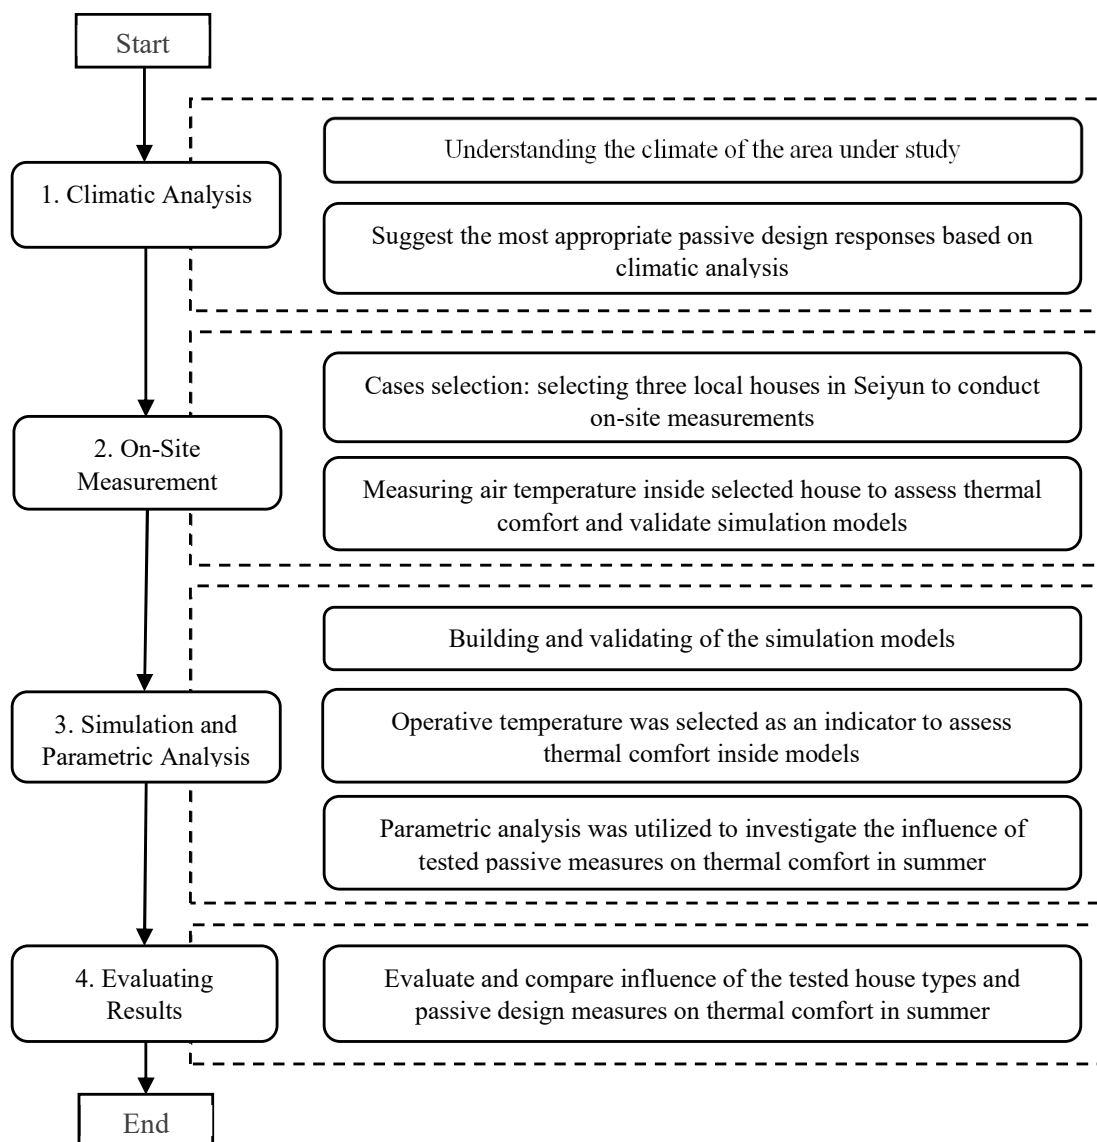 Start
1. Climatic Analysis
Understanding the climate of the area under study
Suggest the most appropriate passive design responses based on
climatic analysis
2. On-Site
Measurement
Cases selection: selecting three local houses in Seiyun to conduct
on-site measurements
Measuring air temperature inside selected house to assess thermal
comfort and validate simulation models
3. Simulation and
Parametric Analysis
Building and validating of the simulation models
Operative temperature was selected as an indicator to assess
thermal comfort inside models
Parametric analysis was utilized to investigate the influence of
tested passive measures on thermal comfort in summer
4. Evaluating
Results
Evaluate and compare influence of the tested house types and
passive design measures on thermal comfort in summer
End